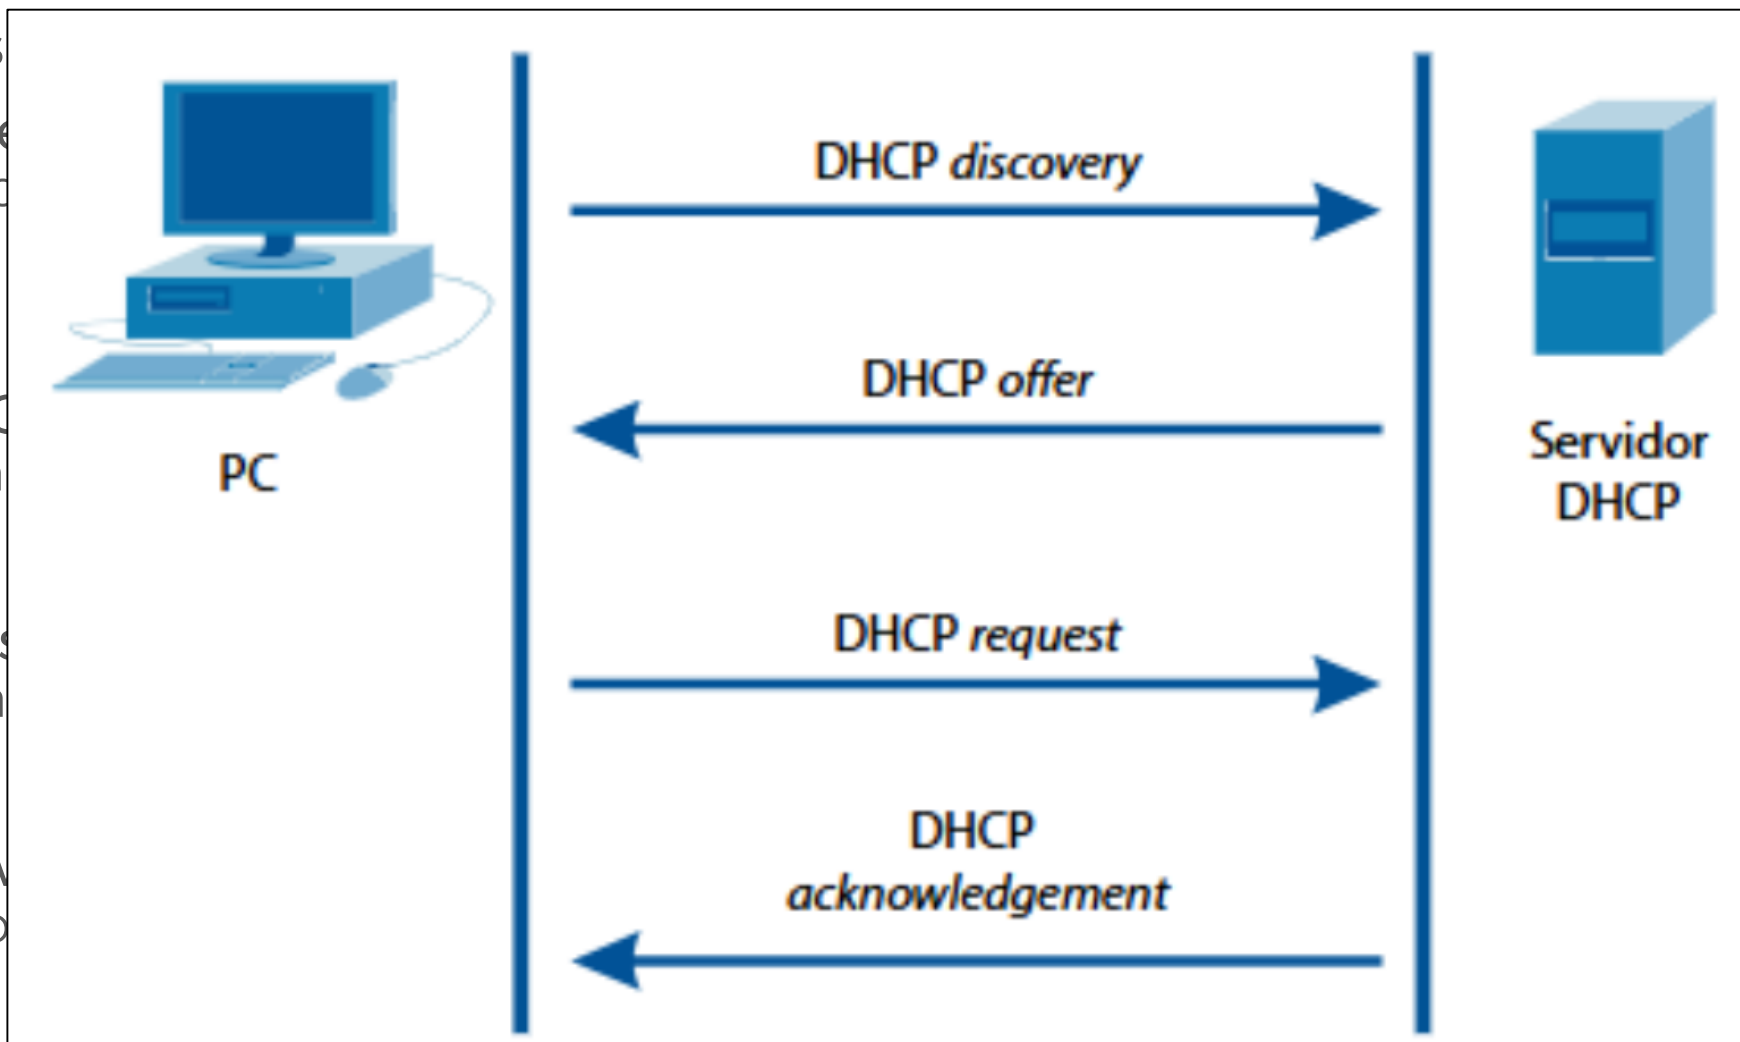 DHCP discovery
DHCP offer
PC
Servidor
DHCP
DHCP request
DHCP
acknowledgement